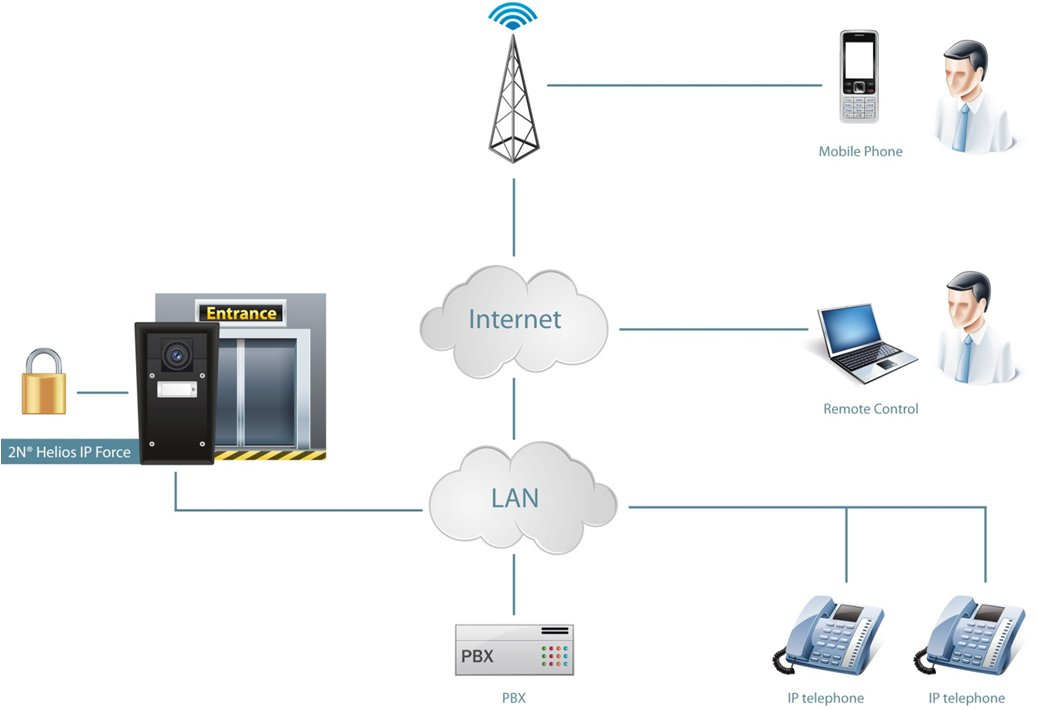 Mobile Phone
Internet
Entrance
Remote Control
2N® Helios IP Force
LAN
PBX
PBX
IP telephone
IP telephone